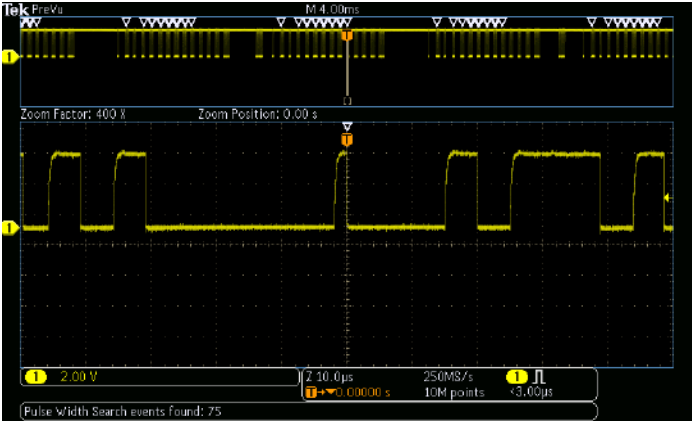 Tek PreVu M 4.00ms
T
1
Zoom Factor: 400 X Zoom Position: 0.00 s
T
1
1 2.00 V Z 10.0µs 250MS/s 1
T→▼0.00000 s 10M points <3.00µs
Pulse Width Search events found: 75